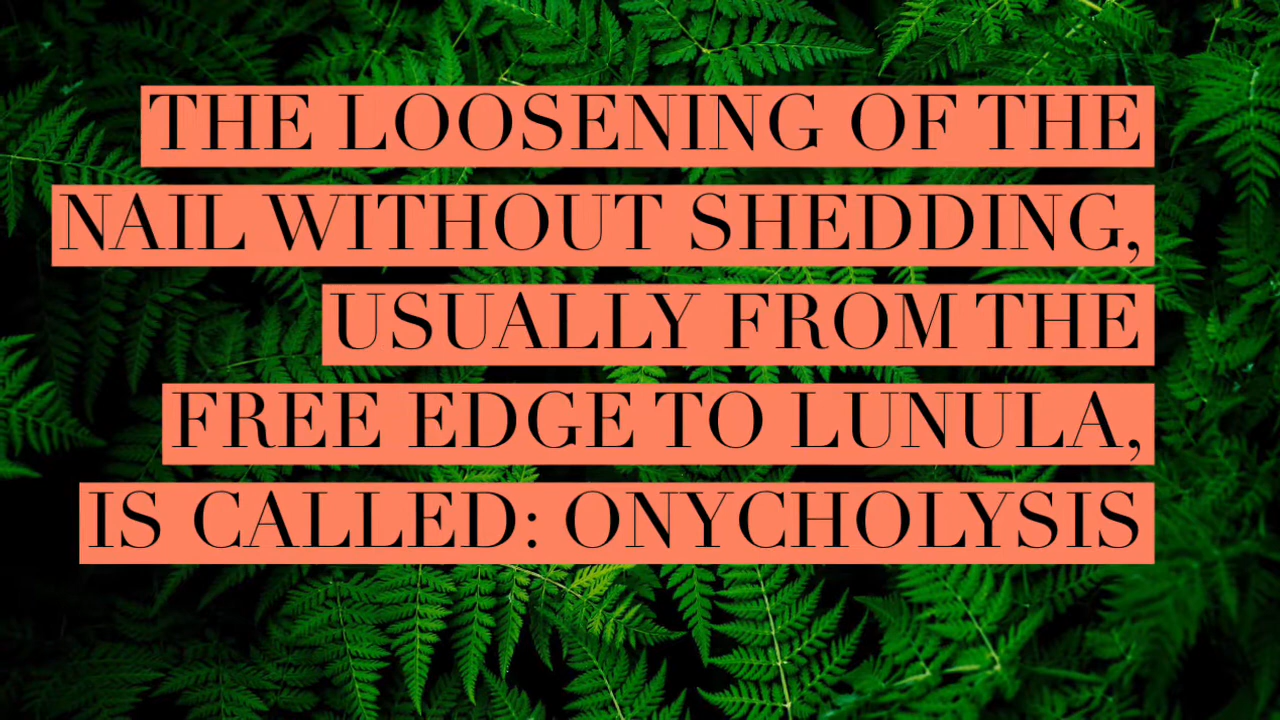 THE LOOSENING OF THE
NAIL WITHOUT SHEDDING,
USUALLY FROM THE
FREE EDGE TO LUNULA,
IS CALLED: ONYCHOLYSIS